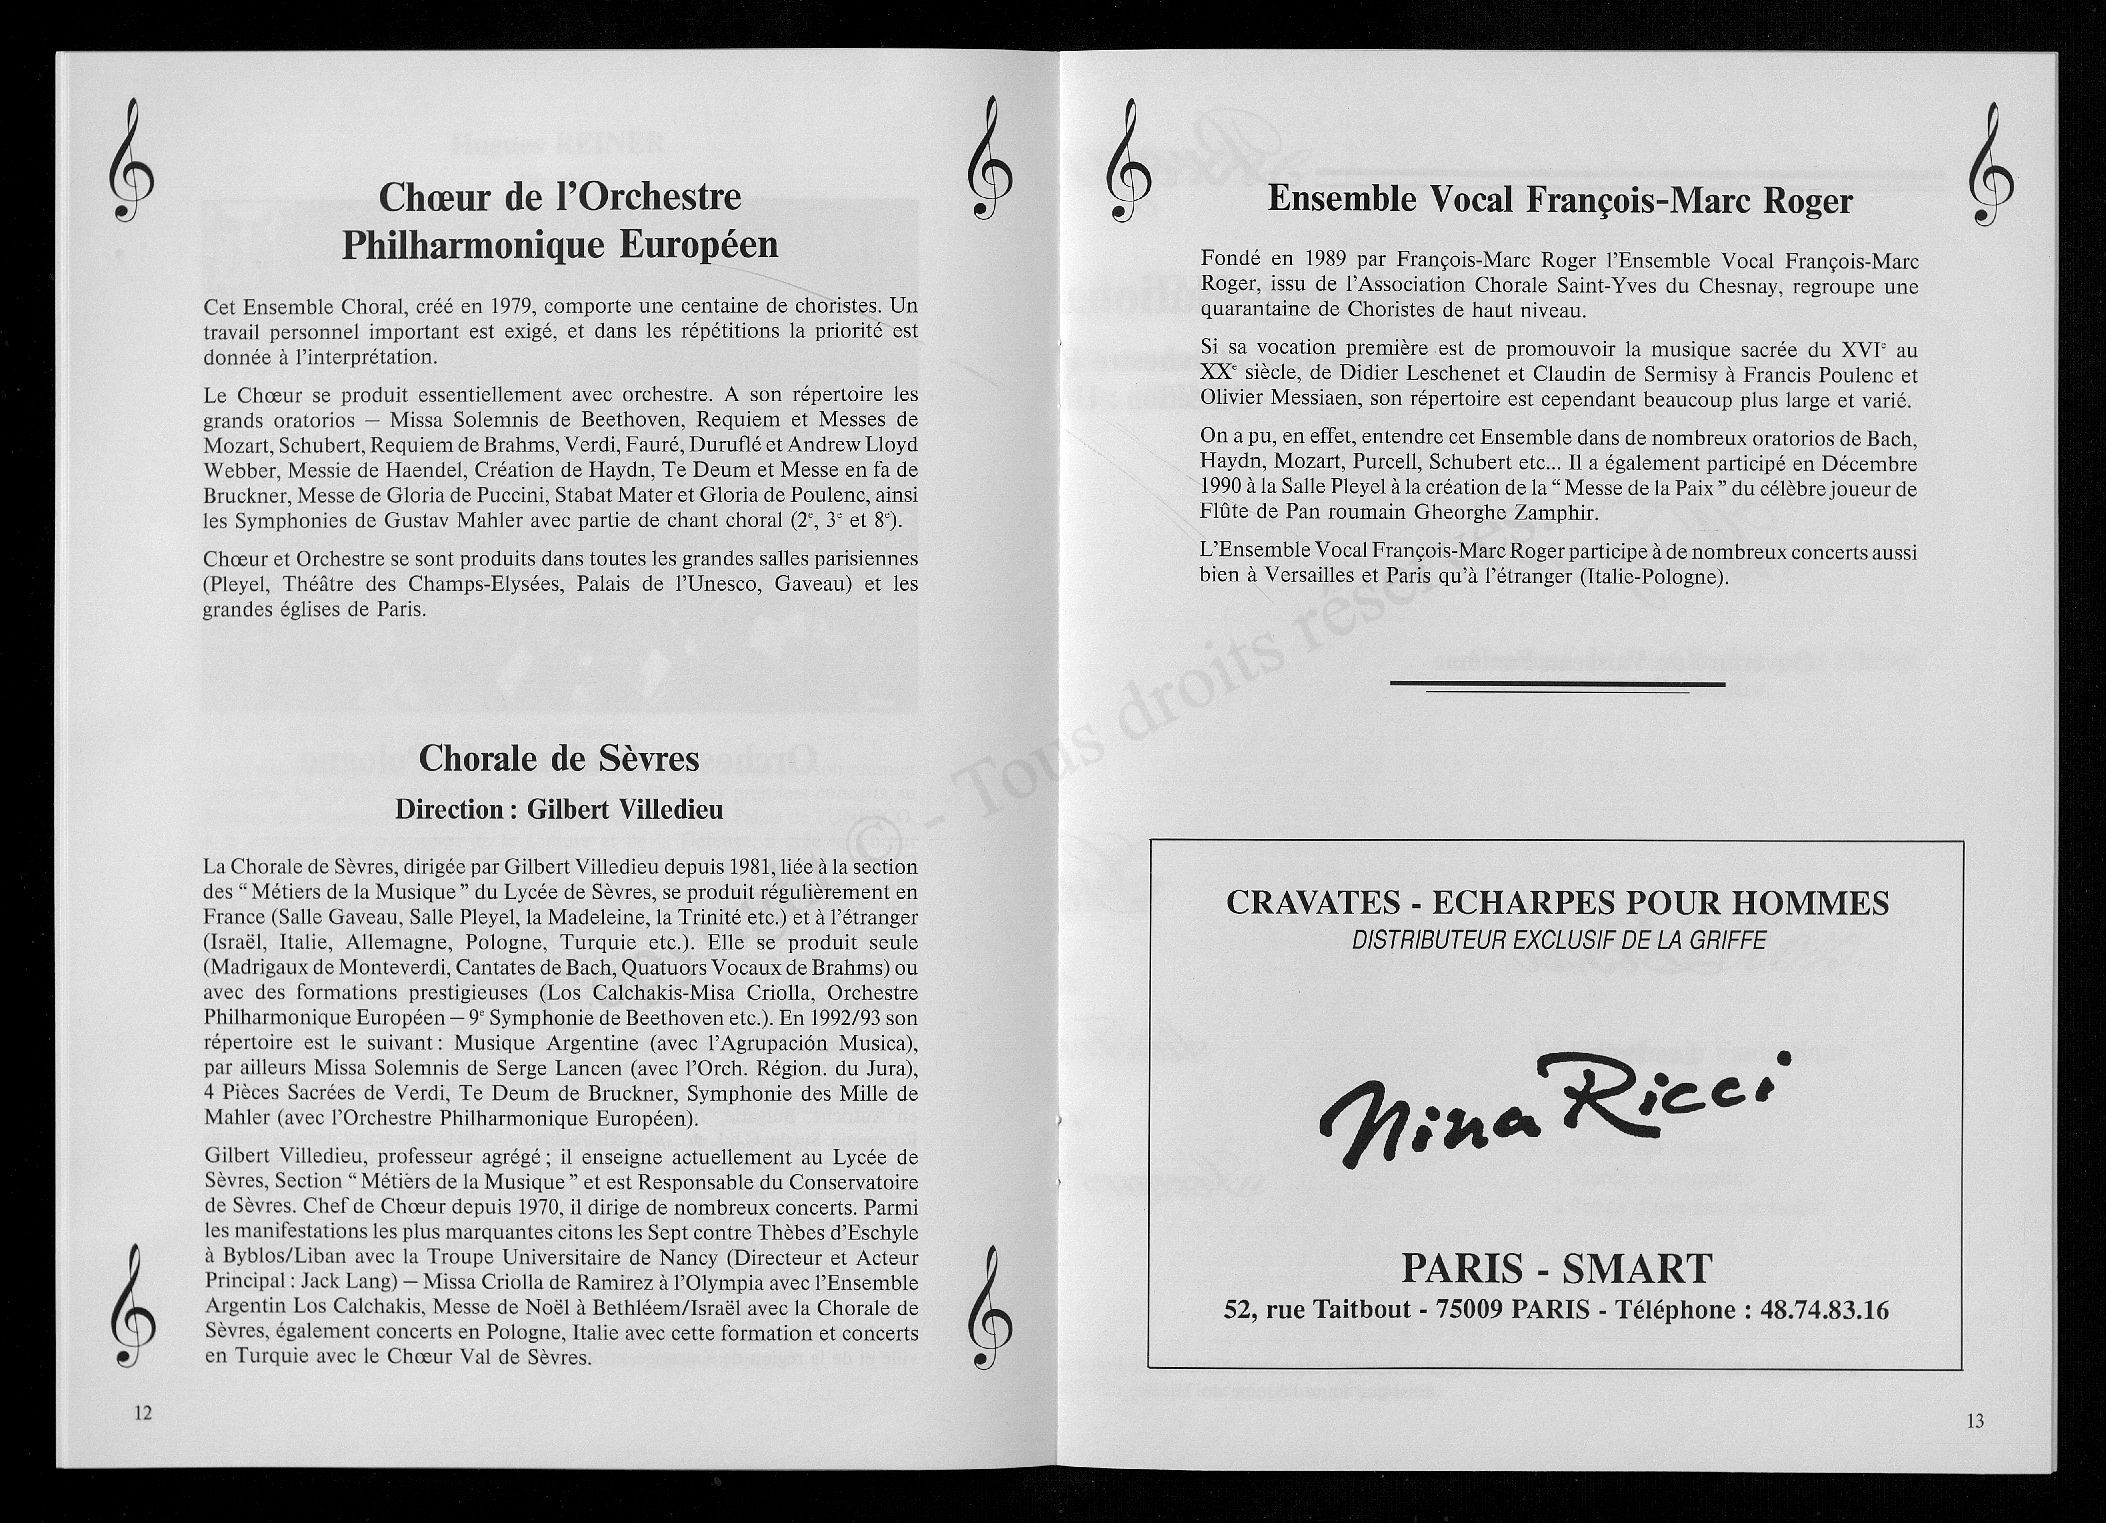 Chœur de l'Orchestre
Philharmonique Européen
Cet Ensemble Choral, créé en 1979, comporte une centaine de choristes. Un
travail personnel important est exigé, et dans les répétitions la priorité est
donnée à l'interprétation.
Le Chœur se produit essentiellement avec orchestre. A son répertoire les
grands oratorios — Missa Solemnis de Beethoven, Requiem et Messes de
Mozart, Schubert, Requiem de Brahms, Verdi, Fauré, Duruflé et Andrew Lloyd
Webber, Messie de Haendel, Création de Haydn, Te Deum et Messe en fa de
Bruckner, Messe de Gloria de Puccini, Stabat Mater et Gloria de Poulenc, ainsi
les Symphonies de Gustav Mahler avec partie de chant choral (2e, 3e et 8e).
Chœur et Orchestre se sont produits dans toutes les grandes salles parisiennes
(Pleyel, Théâtre des Champs-Elysées, Palais de l'Unesco, Gaveau) et les
grandes églises de Paris.
Chorale de Sèvres
Direction : Gilbert Villedieu
La Chorale de Sèvres, dirigée par Gilbert Villedieu depuis 1981, liée à la section
des “ Métiers de la Musique ” du Lycée de Sèvres, se produit régulièrement en
France (Salle Gaveau, Salle Pleyel, la Madeleine, la Trinité etc.) et à l'étranger
(Israël, Italie, Allemagne, Pologne, Turquie etc.). Elle se produit seule
(Madrigaux de Monteverdi, Cantates de Bach, Quatuors Vocaux de Brahms) ou
avec des formations prestigieuses (Los Calchakis-Misa Criolla, Orchestre
Philharmonique Européen — 9e Symphonie de Beethoven etc.). En 1992/93 son
répertoire est le suivant : Musique Argentine (avec l'Agrupación Musica),
par ailleurs Missa Solemnis de Serge Lancen (avec l'Orch. Région. du Jura),
4 Pièces Sacrées de Verdi, Te Deum de Bruckner, Symphonie des Mille de
Mahler (avec l'Orchestre Philharmonique Européen).
Gilbert Villedieu, professeur agrégé ; il enseigne actuellement au Lycée de
Sèvres, Section “ Métiers de la Musique ” et est Responsable du Conservatoire
de Sèvres. Chef de Chœur depuis 1970, il dirige de nombreux concerts. Parmi
les manifestations les plus marquantes citons les Sept contre Thèbes d'Eschyle
à Byblos/Liban avec la Troupe Universitaire de Nancy (Directeur et Acteur
Principal : Jack Lang) — Missa Criolla de Ramirez à l'Olympia avec l'Ensemble
Argentin Los Calchakis, Messe de Noël à Bethléem/Israël avec la Chorale de
Sèvres, également concerts en Pologne, Italie avec cette formation et concerts
en Turquie avec le Chœur Val de Sèvres.
12
Ensemble Vocal François-Marc Roger
Fondé en 1989 par François-Marc Roger l'Ensemble Vocal François-Marc
Roger, issu de l'Association Chorale Saint-Yves du Chesnay, regroupe une
quarantaine de Choristes de haut niveau.
Si sa vocation première est de promouvoir la musique sacrée du XVIe au
XXe siècle, de Didier Leschenet et Claudin de Sermisy à Francis Poulenc et
Olivier Messiaen, son répertoire est cependant beaucoup plus large et varié.
On a pu, en effet, entendre cet Ensemble dans de nombreux oratorios de Bach,
Haydn, Mozart, Purcell, Schubert etc... Il a également participé en Décembre
1990 à la Salle Pleyel à la création de la “ Messe de la Paix ” du célèbre joueur de
Flûte de Pan roumain Gheorghe Zamphir.
L'Ensemble Vocal François-Marc Roger participe à de nombreux concerts aussi
bien à Versailles et Paris qu'à l'étranger (Italie-Pologne).
CRAVATES - ECHARPES POUR HOMMES
DISTRIBUTEUR EXCLUSIF DE LA GRIFFE
Nina Ricci
PARIS - SMART
52, rue Taitbout - 75009 PARIS - Téléphone : 48.74.83.16
13
Copyright © - Tous droits réservés.